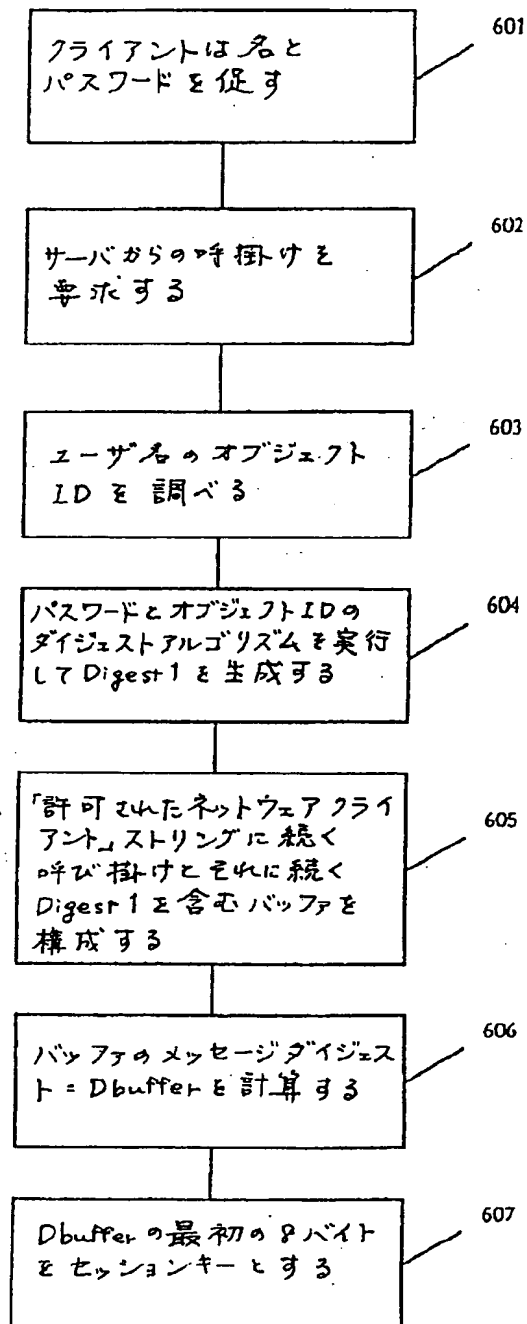 クライアントは名と
パスワードを促す
601
サーバからの呼掛けを
要求する
602
ユーザ名のオブジェクト
IDを調べる
603
パスワードとオブジェクトIDの
ダイジェストアルゴリズムを実行
してDigest1を生成する
604
「許可されたネットウェアクライ
アント」ストリングに続く
呼び掛けとそれに続く
Digest1を含むバッファを
構成する
605
バッファのメッセージダイジェス
ト=Dbufferを計算する
606
Dbufferの最初の8バイト
をセッションキーとする
607